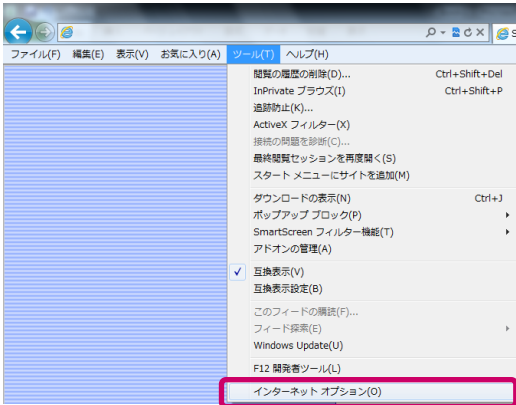 ファイル(F) 編集(E) 表示(V) お気に入り(A) ツール(T) ヘルプ(H)
閲覧の履歴の削除(D)... Ctrl+Shift+Del
InPrivate ブラウズ(I) Ctrl+Shift+P
追跡防止(K)...
ActiveX フィルター(X)
接続の問題を診断(C)...
最終閲覧セッションを再度開く(S)
スタート メニューにサイトを追加(M)
ダウンロードの表示(N) Ctrl+J
ポップアップ ブロック(P)
SmartScreen フィルター機能(T)
アドオンの管理(A)
互換表示(V)
互換表示設定(B)
このフィードの購読(F)...
フィード探索(E)
Windows Update(U)
F12 開発者ツール(L)
インターネット オプション(O)